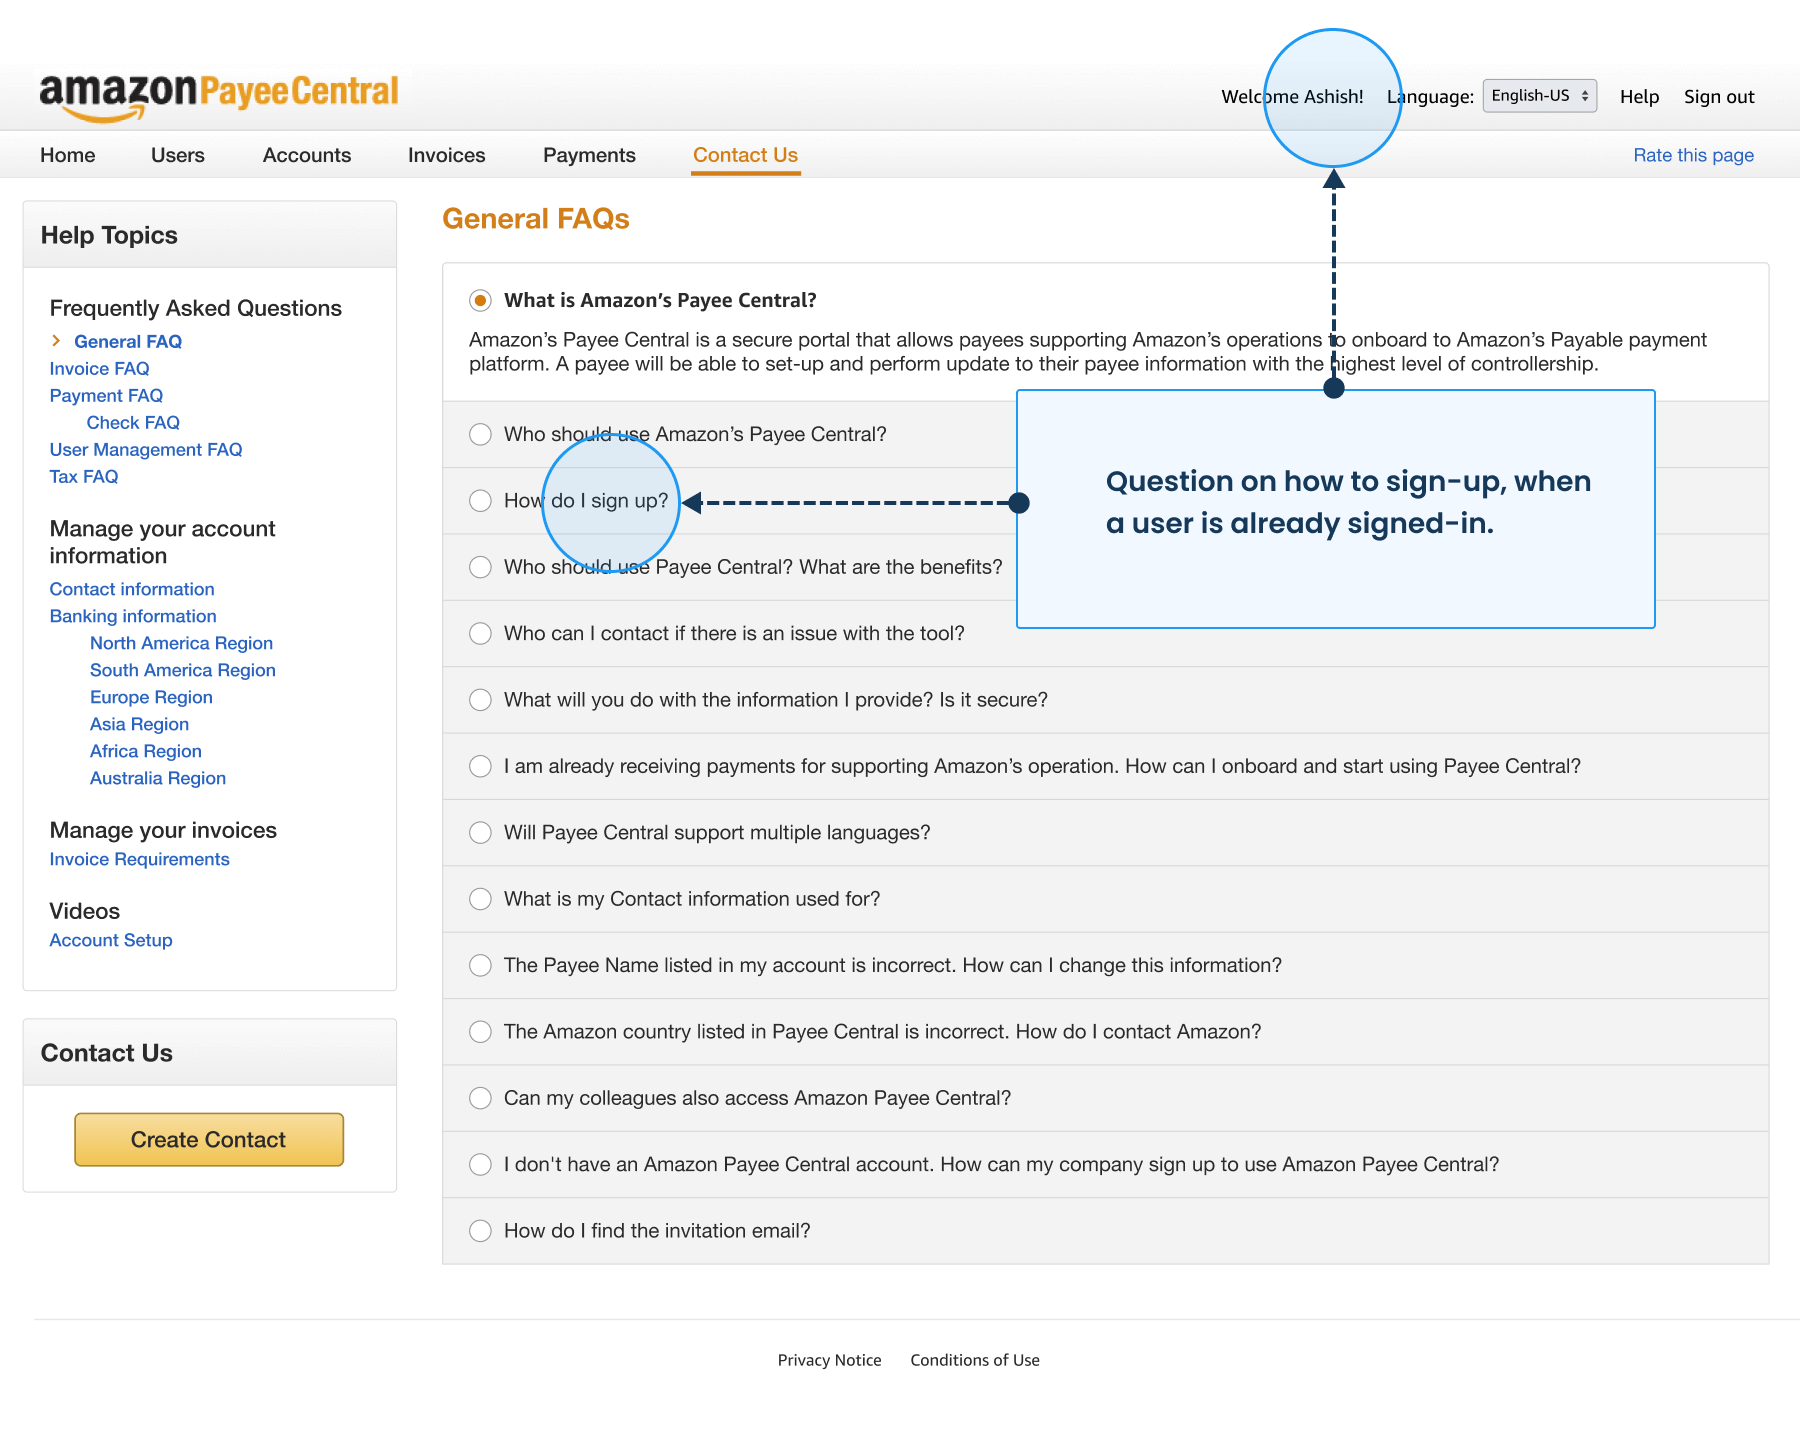 amazonPayeeCentral
Welcome Ashish! Language: English-US Help Sign out
Home Users Accounts Invoices Payments Contact Us Rate this page
Help Topics
Frequently Asked Questions
General FAQ
Invoice FAQ
Payment FAQ
Check FAQ
User Management FAQ
Tax FAQ
Manage your account
information
Contact information
Banking information
North America Region
South America Region
Europe Region
Asia Region
Africa Region
Australia Region
Manage your invoices
Invoice Requirements
Videos
Account Setup
Contact Us
Create Contact
General FAQs
What is Amazon’s Payee Central?
Amazon’s Payee Central is a secure portal that allows payees supporting Amazon’s operations to onboard to Amazon’s Payable payment
platform. A payee will be able to set-up and perform update to their payee information with the highest level of controllership.
Who should use Amazon’s Payee Central?
How do I sign up?
Who should use Payee Central? What are the benefits?
Who can I contact if there is an issue with the tool?
What will you do with the information I provide? Is it secure?
I am already receiving payments for supporting Amazon’s operation. How can I onboard and start using Payee Central?
Will Payee Central support multiple languages?
What is my Contact information used for?
The Payee Name listed in my account is incorrect. How can I change this information?
The Amazon country listed in Payee Central is incorrect. How do I contact Amazon?
Can my colleagues also access Amazon Payee Central?
I don't have an Amazon Payee Central account. How can my company sign up to use Amazon Payee Central?
How do I find the invitation email?
Question on how to sign-up, when
a user is already signed-in.
Privacy Notice Conditions of Use